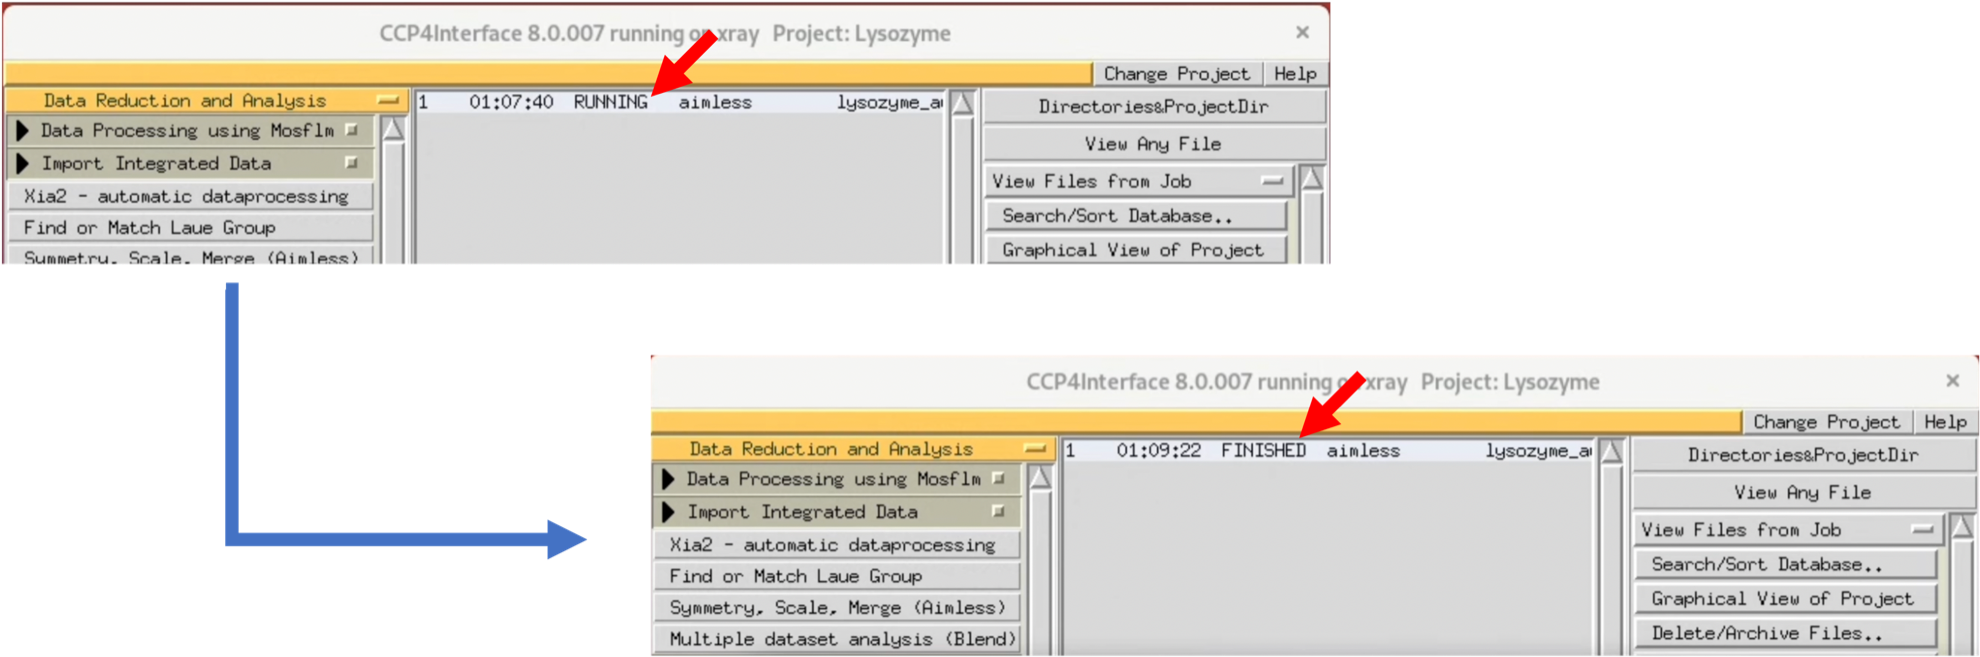 CCP4Interface 8.0.007 running on xray Project: Lysozyme ×
Change Project Help
Data Reduction and Analysis
Data Processing using Mosflm
Import Integrated Data
Xia2 - automatic dataprocessing
Find or Match Laue Group
Symmetry, Scale, Merge (Aimless)
1 01:07:40 RUNNING aimless lysozyme_a
Directories&ProjectDir
View Any File
View Files from Job
Search/Sort Database..
Graphical View of Project
CCP4Interface 8.0.007 running on xray Project: Lysozyme ×
Change Project Help
Data Reduction and Analysis
Data Processing using Mosflm
Import Integrated Data
Xia2 - automatic dataprocessing
Find or Match Laue Group
Symmetry, Scale, Merge (Aimless)
Multiple dataset analysis (Blend)
1 01:09:22 FINISHED aimless lysozyme_a
Directories&ProjectDir
View Any File
View Files from Job
Search/Sort Database..
Graphical View of Project
Delete/Archive Files..